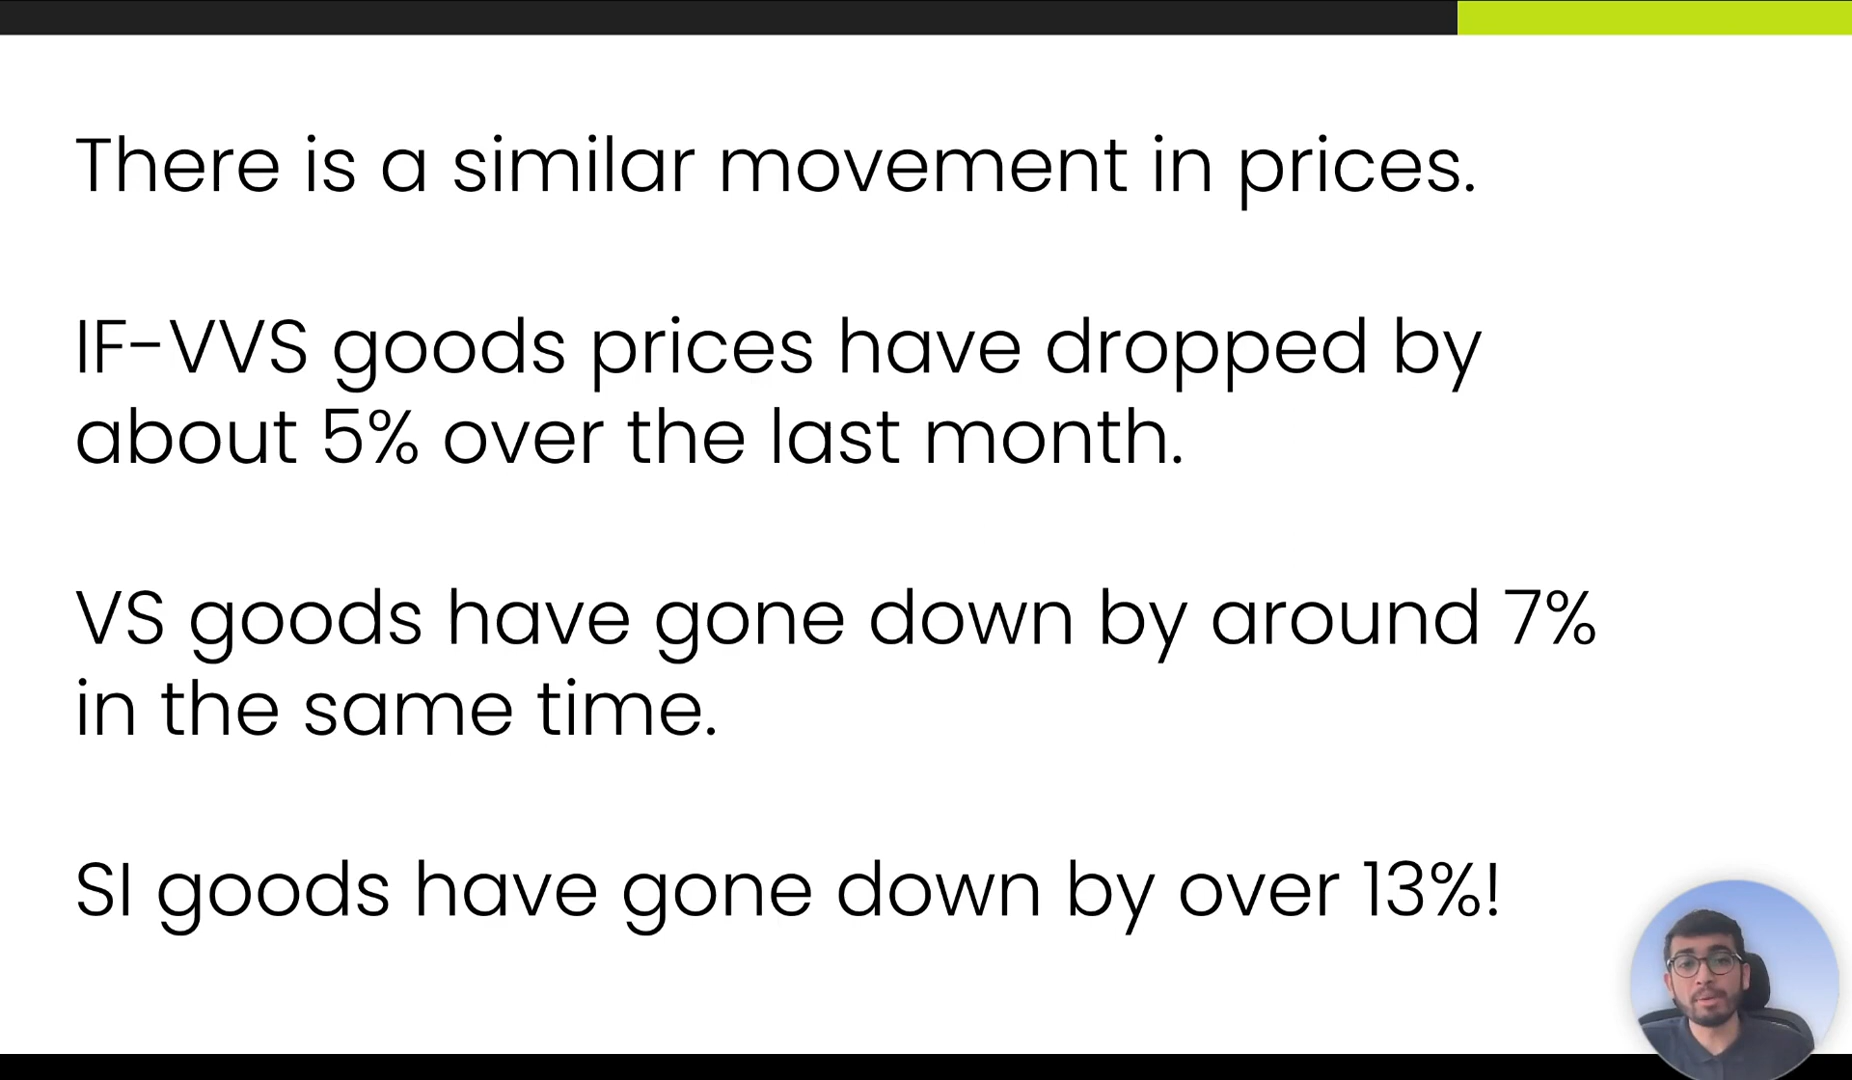 There is a similar movement in prices.
IF-VVS goods prices have dropped by
about 5% over the last month.
VS goods have gone down by around 7%
in the same time.
SI goods have gone down by over 13%!